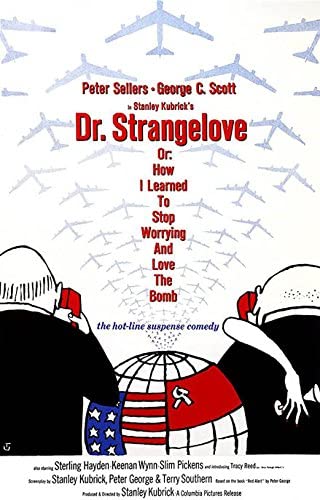 Peter Sellers · George C. Scott
in Stanley Kubrick's
Dr. Strangelove
Or:
How
I Learned
To
Stop
Worrying
And
Love
The
Bomb
the hot-line suspense comedy
also starring Sterling Hayden · Keenan Wynn · Slim Pickens and introducing Tracy Reed
Screenplay by Stanley Kubrick, Peter George & Terry Southern Based on the book "Red Alert" by Peter George
Produced & Directed by Stanley Kubrick A Columbia Pictures Release